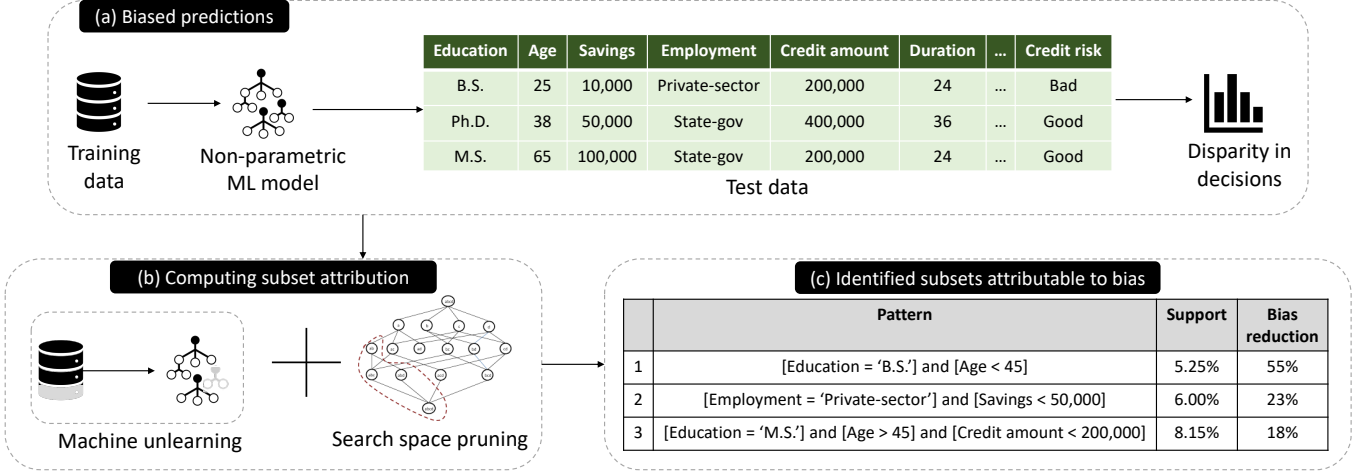 (a) Biased predictions
Training
data
Non-parametric
ML model
Education Age Savings Employment Credit amount Duration ... Credit risk
B.S. 25 10,000 Private-sector 200,000 24 ... Bad
Ph.D. 38 50,000 State-gov 400,000 36 ... Good
M.S. 65 100,000 State-gov 200,000 24 ... Good
Test data
Disparity in
decisions
(b) Computing subset attribution
Machine unlearning
Search space pruning
(c) Identified subsets attributable to bias
Pattern Support Bias
reduction
1 [Education = ‘B.S.’] and [Age < 45] 5.25% 55%
2 [Employment = ‘Private-sector’] and [Savings < 50,000] 6.00% 23%
3 [Education = ‘M.S.’] and [Age > 45] and [Credit amount < 200,000] 8.15% 18%